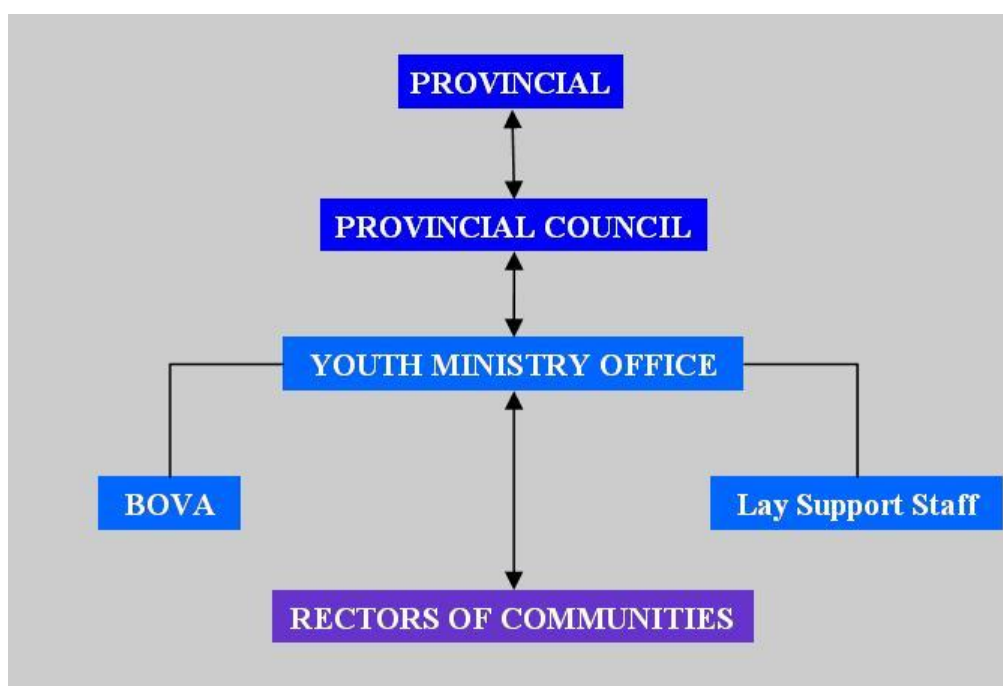 PROVINCIAL
PROVINCIAL COUNCIL
YOUTH MINISTRY OFFICE
BOVA
Lay Support Staff
RECTORS OF COMMUNITIES